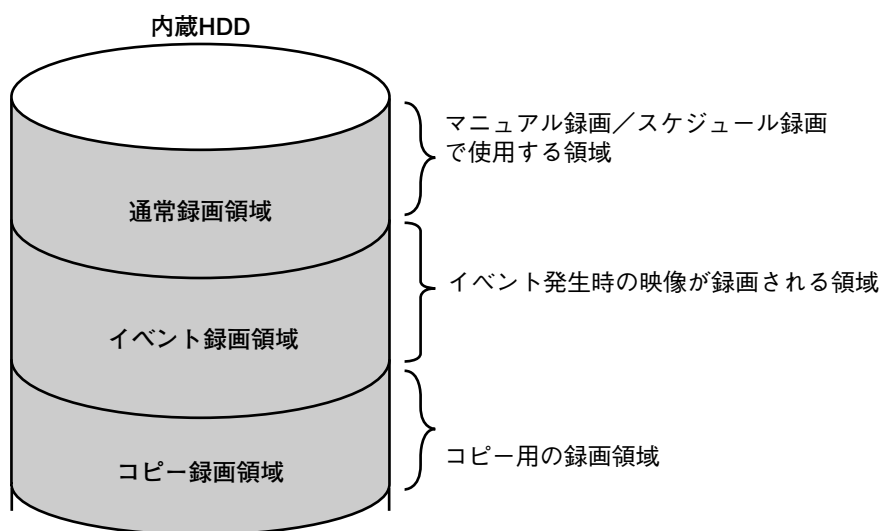 内蔵HDD
マニュアル録画／スケジュール録画
で使用する領域
通常録画領域
イベント発生時の映像が録画される領域
イベント録画領域
コピー用の録画領域
コピー録画領域